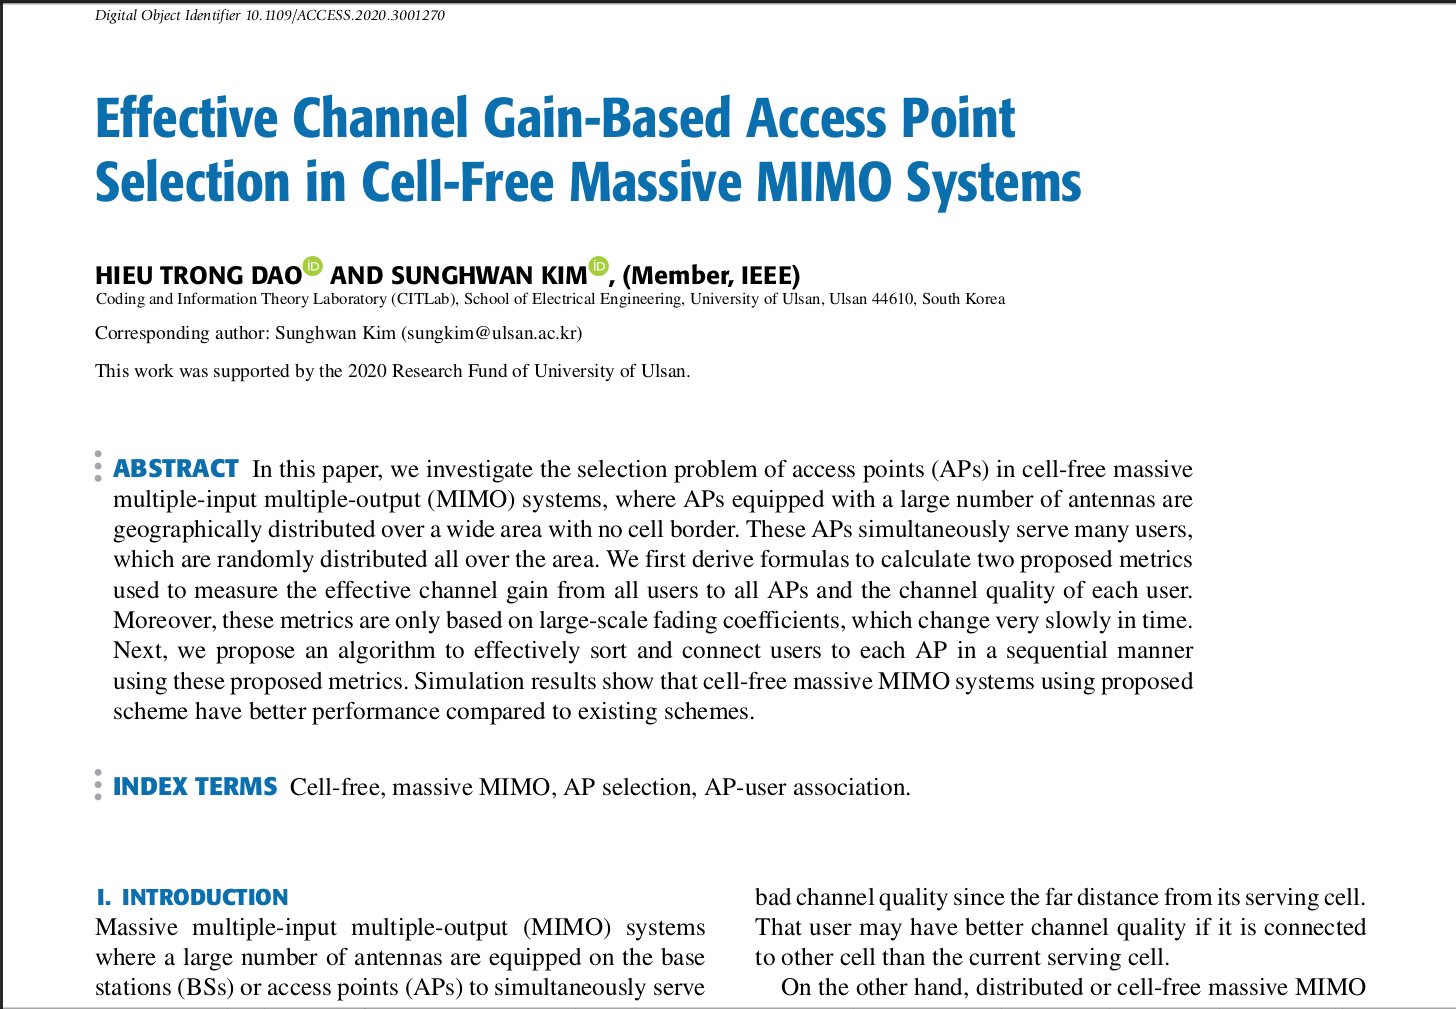 Digital Object Identifier 10.1109/ACCESS.2020.3001270
Effective Channel Gain-Based Access Point
Selection in Cell-Free Massive MIMO Systems
HIEU TRONG DAO iD AND SUNGHWAN KIM iD, (Member, IEEE)
Coding and Information Theory Laboratory (CITLab), School of Electrical Engineering, University of Ulsan, Ulsan 44610, South Korea
Corresponding author: Sunghwan Kim (sungkim@ulsan.ac.kr)
This work was supported by the 2020 Research Fund of University of Ulsan.
ABSTRACT In this paper, we investigate the selection problem of access points (APs) in cell-free massive
multiple-input multiple-output (MIMO) systems, where APs equipped with a large number of antennas are
geographically distributed over a wide area with no cell border. These APs simultaneously serve many users,
which are randomly distributed all over the area. We first derive formulas to calculate two proposed metrics
used to measure the effective channel gain from all users to all APs and the channel quality of each user.
Moreover, these metrics are only based on large-scale fading coefficients, which change very slowly in time.
Next, we propose an algorithm to effectively sort and connect users to each AP in a sequential manner
using these proposed metrics. Simulation results show that cell-free massive MIMO systems using proposed
scheme have better performance compared to existing schemes.
INDEX TERMS Cell-free, massive MIMO, AP selection, AP-user association.
I. INTRODUCTION
Massive multiple-input multiple-output (MIMO) systems
where a large number of antennas are equipped on the base
stations (BSs) or access points (APs) to simultaneously serve
bad channel quality since the far distance from its serving cell.
That user may have better channel quality if it is connected
to other cell than the current serving cell.
On the other hand, distributed or cell-free massive MIMO